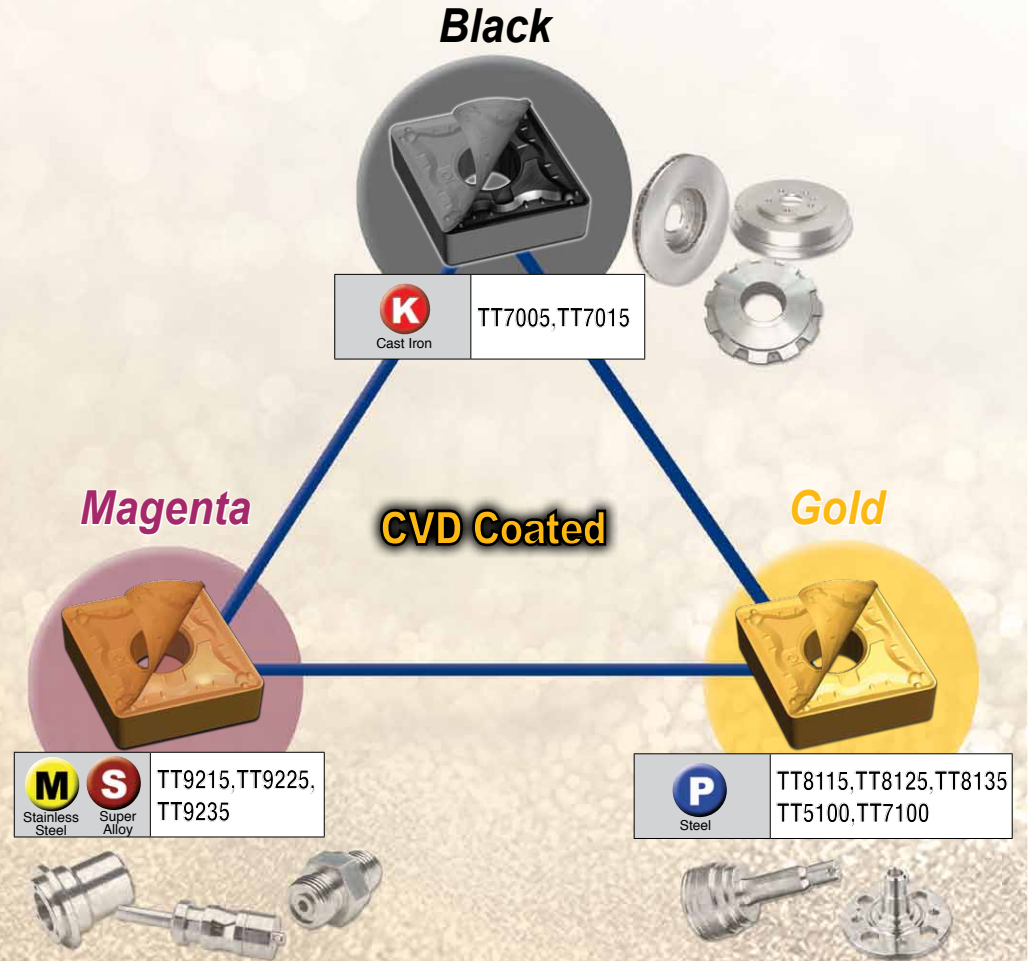 Black
K
Cast Iron
TT7005,TT7015
Magenta
CVD Coated
Gold
M
Stainless
Steel
S
Super
Alloy
TT9215,TT9225,
TT9235
P
Steel
TT8115,TT8125,TT8135
TT5100,TT7100